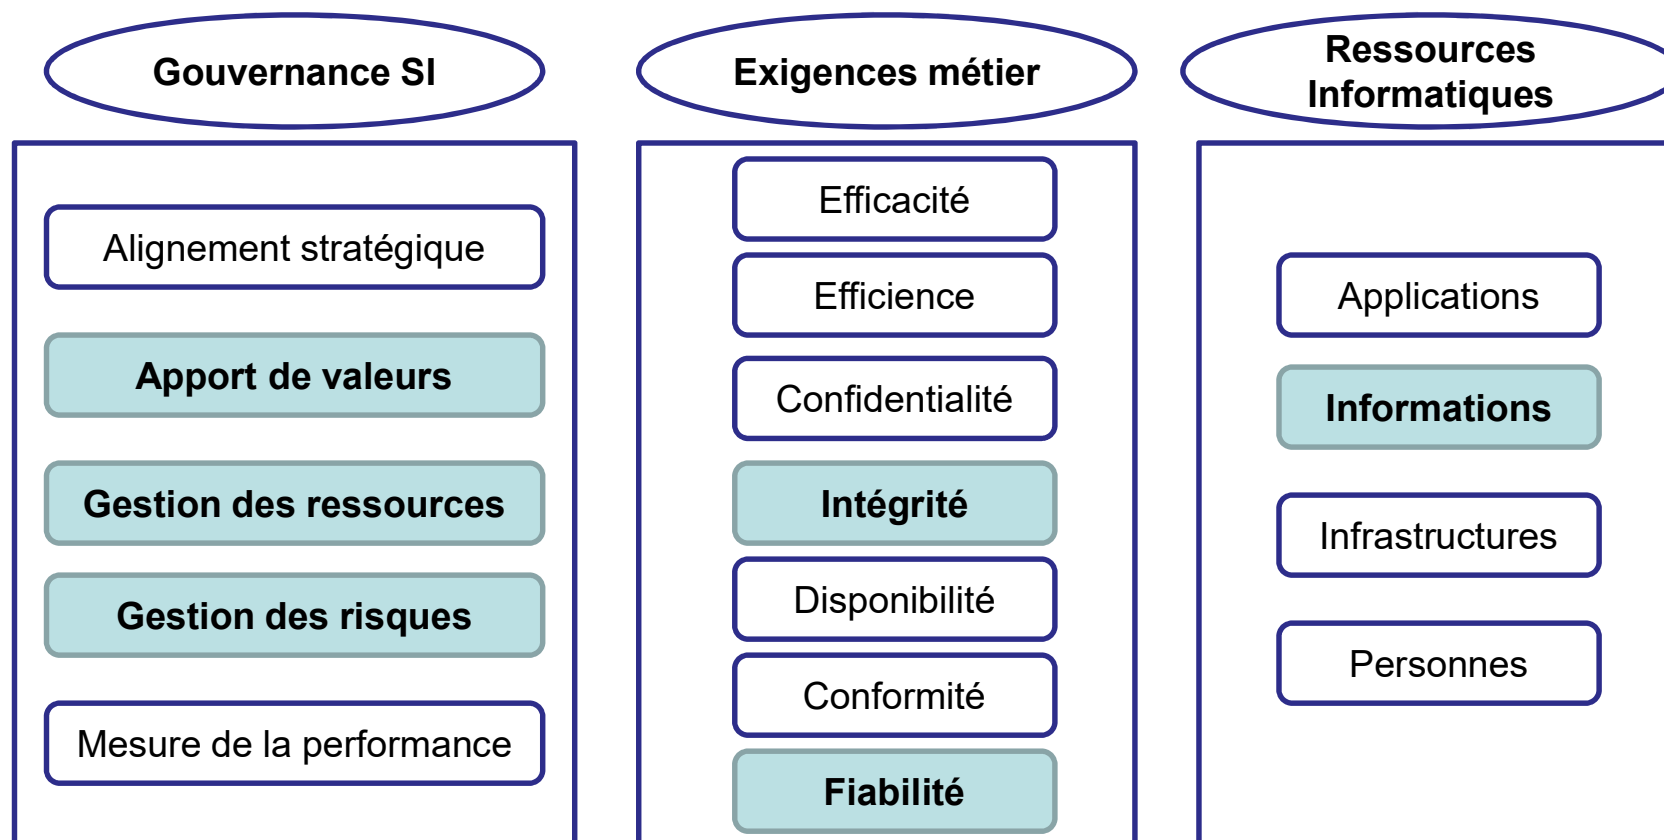 Gouvernance SI
Alignement stratégique
Apport de valeurs
Gestion des ressources
Gestion des risques
Mesure de la performance
Exigences métier
Efficacité
Efficience
Confidentialité
Intégrité
Disponibilité
Conformité
Fiabilité
Ressources
Informatiques
Applications
Informations
Infrastructures
Personnes